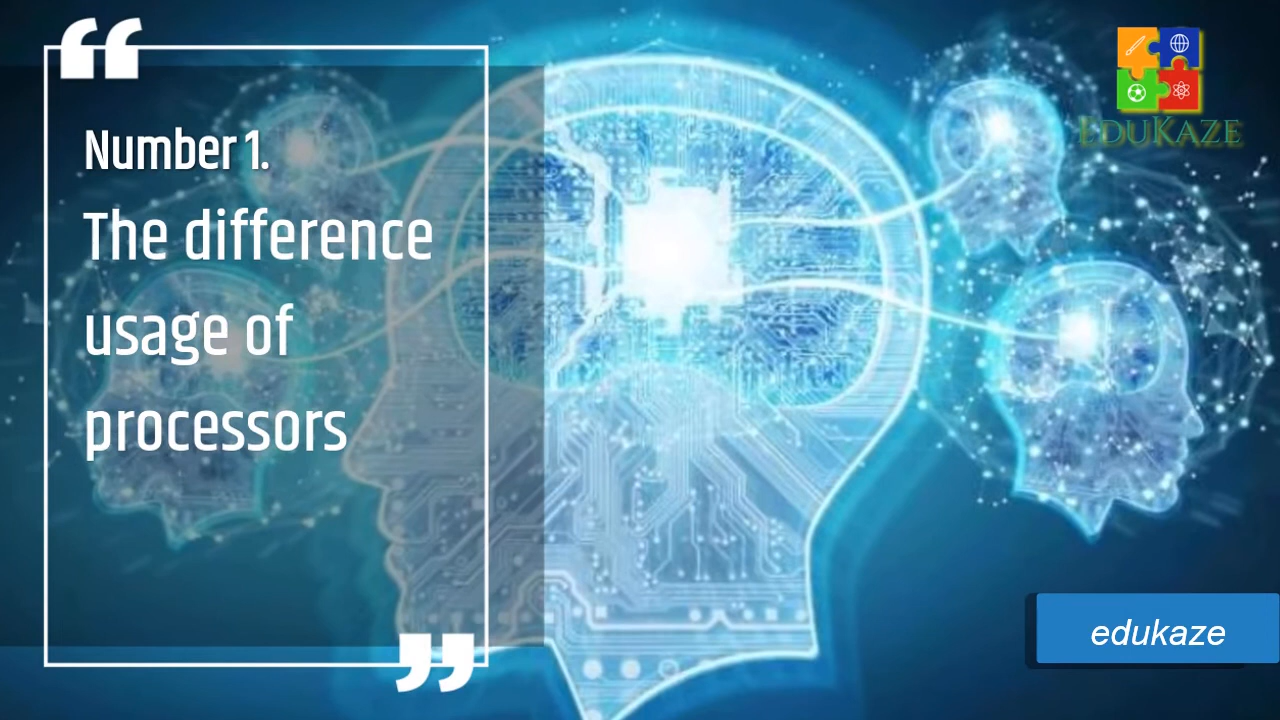 Number 1.
The difference
usage of
processors
EDUKAZE
edukaze